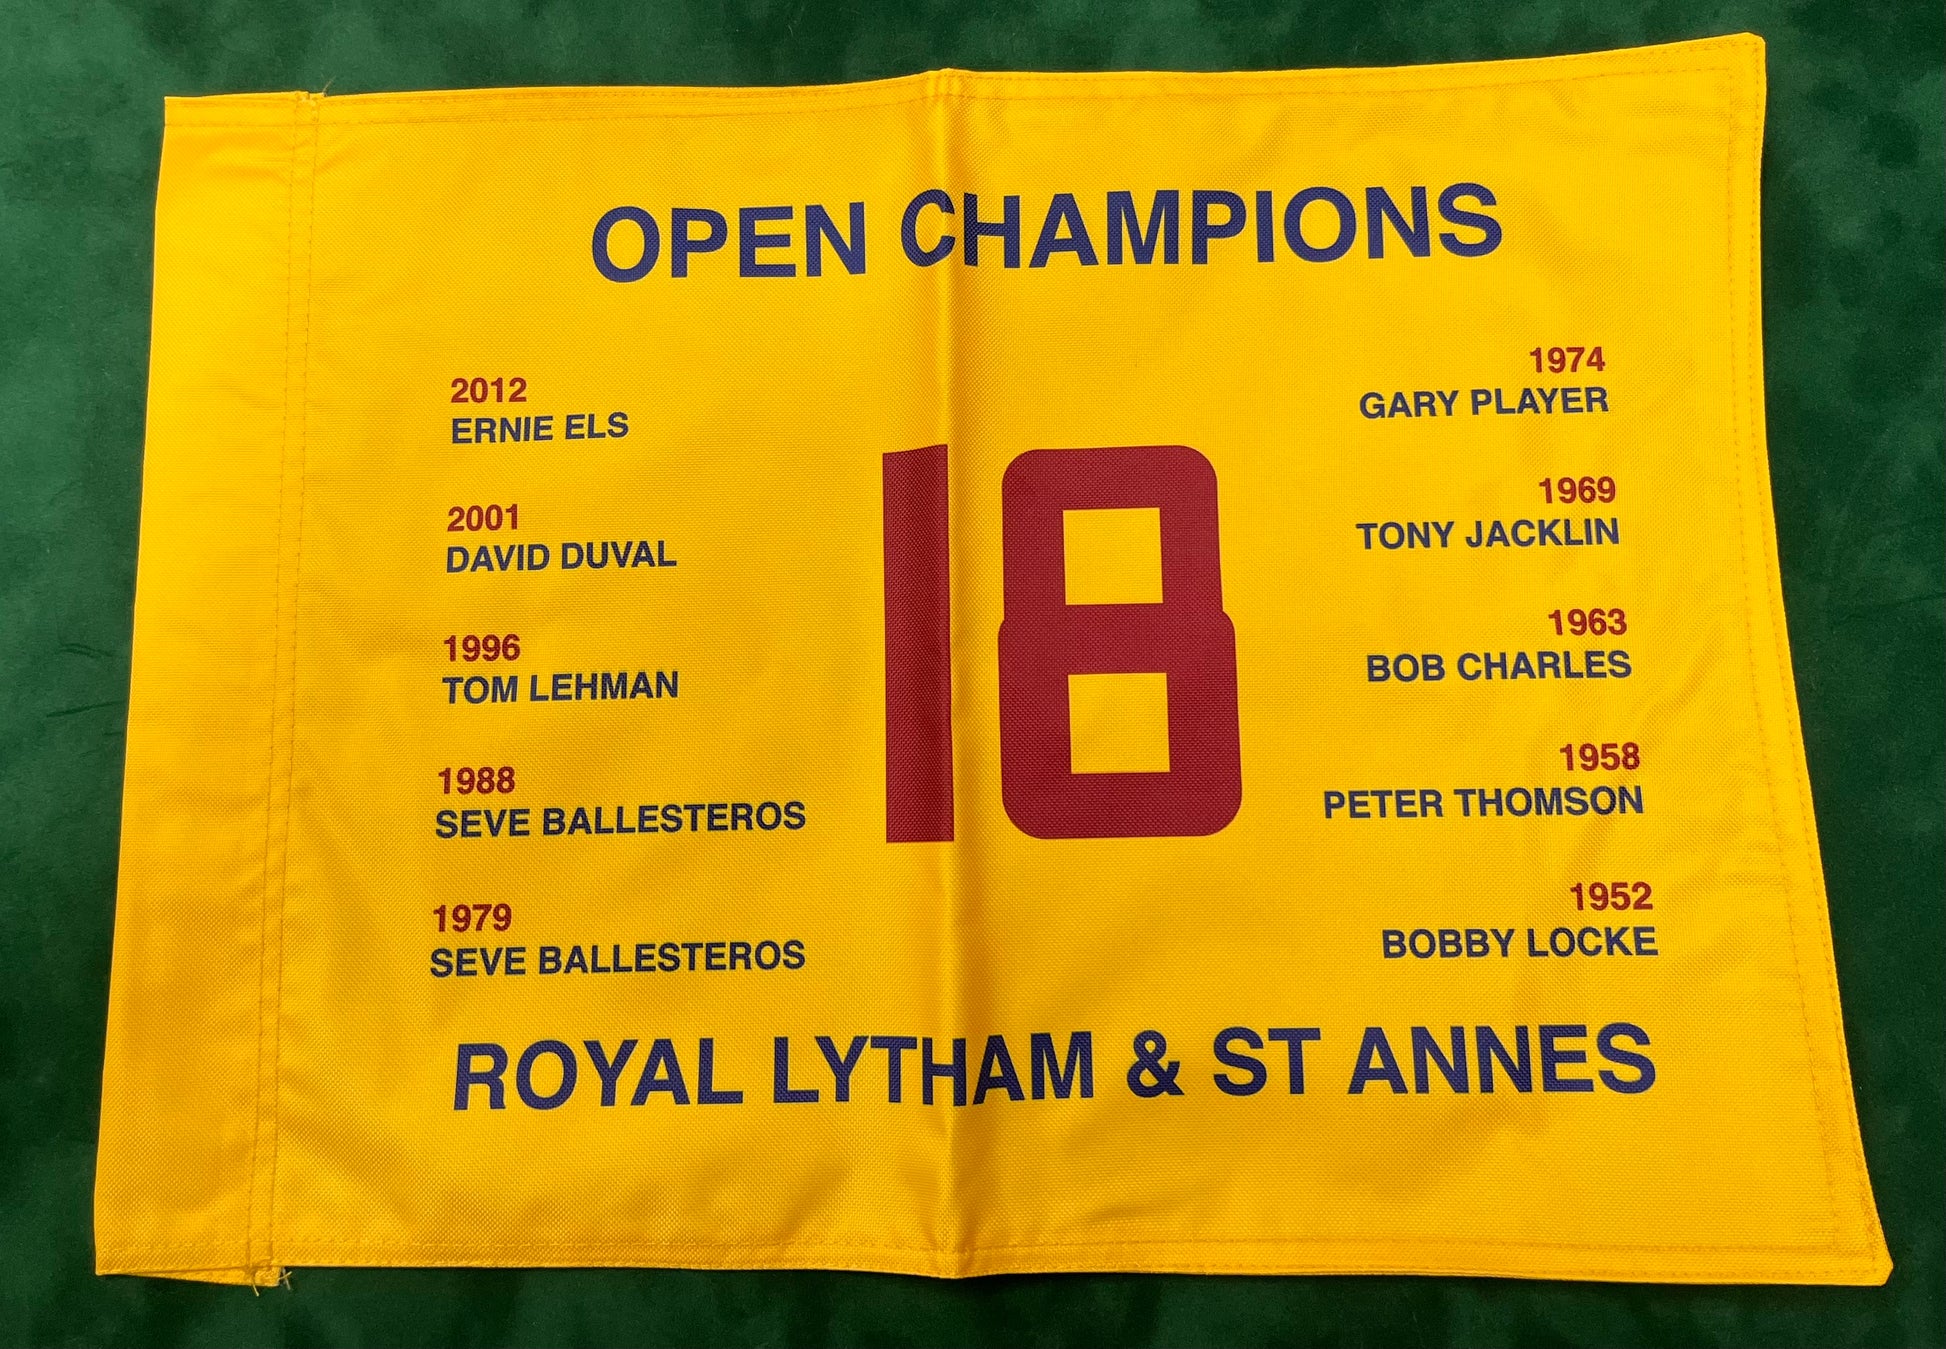 OPEN CHAMPIONS
2012
ERNIE ELS
2001
DAVID DUVAL
1996
TOM LEHMAN
1988
SEVE BALLESTEROS
1979
SEVE BALLESTEROS
18
1974
GARY PLAYER
1969
TONY JACKLIN
1963
BOB CHARLES
1958
PETER THOMSON
1952
BOBBY LOCKE
ROYAL LYTHAM & ST ANNES